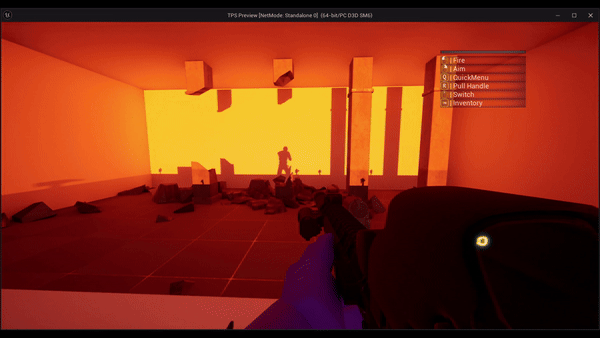 TPS Preview [NetMode: Standalone 0] (64-bit/PC D3D SM6)
| Fire
| Aim
Q | QuickMenu
R | Pull Handle
| Switch
| Inventory